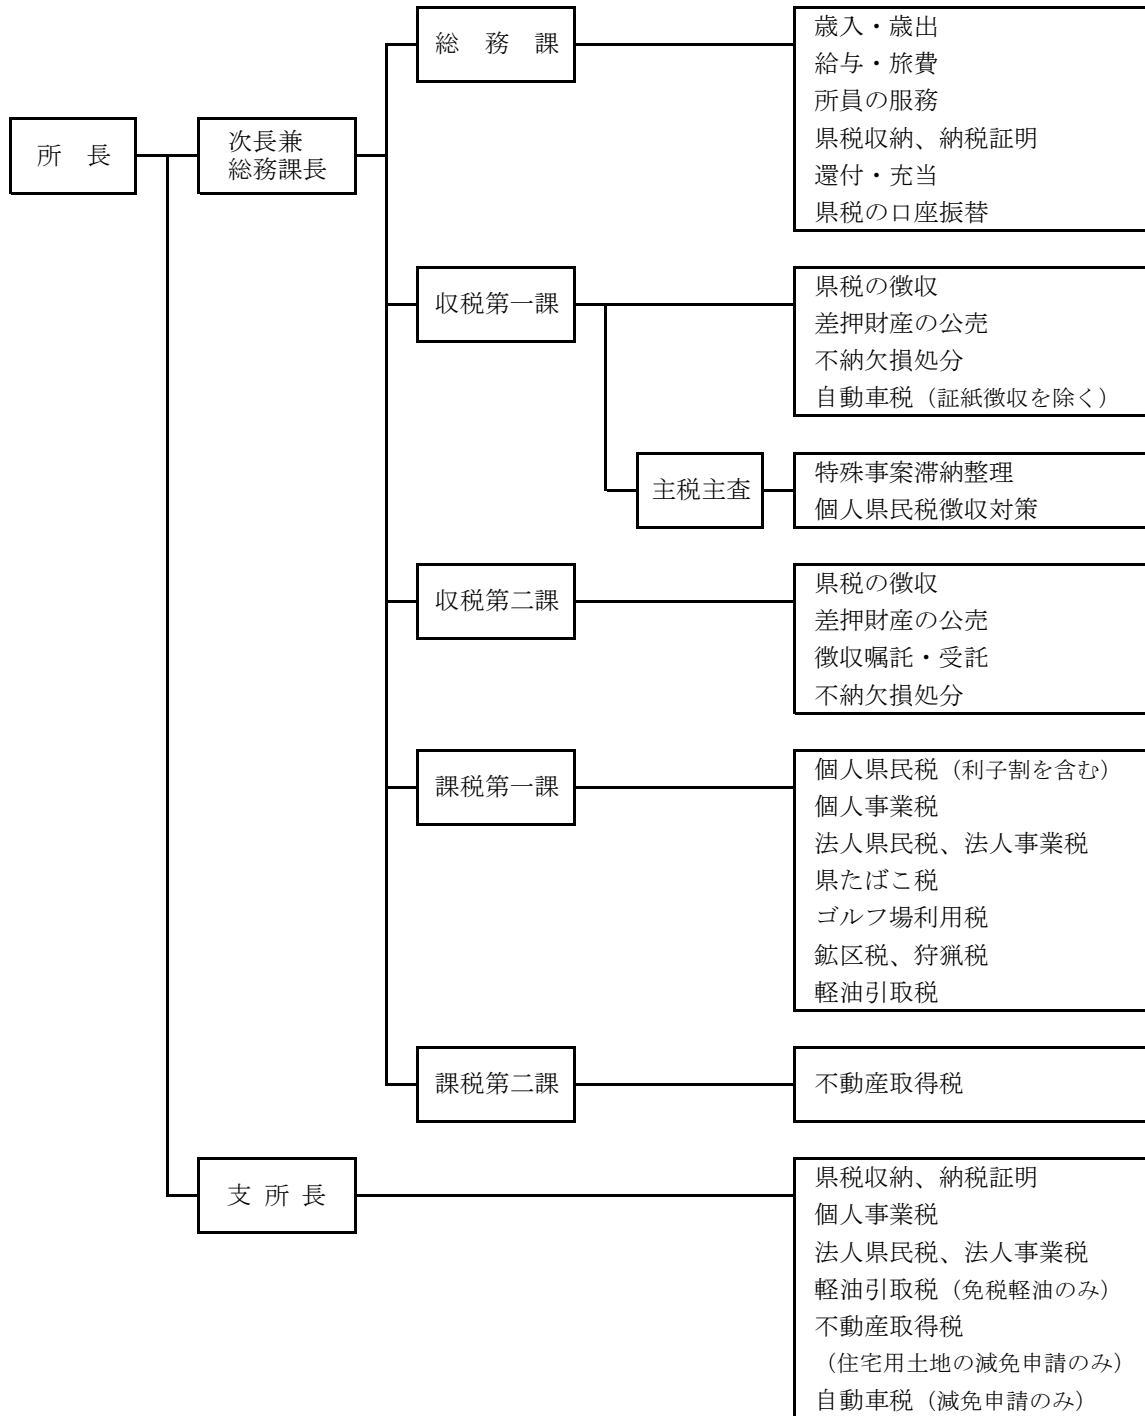 所　長
次長兼
総務課長
総　務　課
歳入・歳出
給与・旅費
所員の服務
県税収納、納税証明
還付・充当
県税の口座振替
収税第一課
県税の徴収
差押財産の公売
不納欠損処分
自動車税（証紙徴収を除く）
主税主査
特殊事案滞納整理
個人県民税徴収対策
収税第二課
県税の徴収
差押財産の公売
徴収嘱託・受託
不納欠損処分
課税第一課
個人県民税（利子割を含む）
個人事業税
法人県民税、法人事業税
県たばこ税
ゴルフ場利用税
鉱区税、狩猟税
軽油引取税
課税第二課
不動産取得税
支 所 長
県税収納、納税証明
個人事業税
法人県民税、法人事業税
軽油引取税（免税軽油のみ）
不動産取得税
（住宅用土地の減免申請のみ）
自動車税（減免申請のみ）